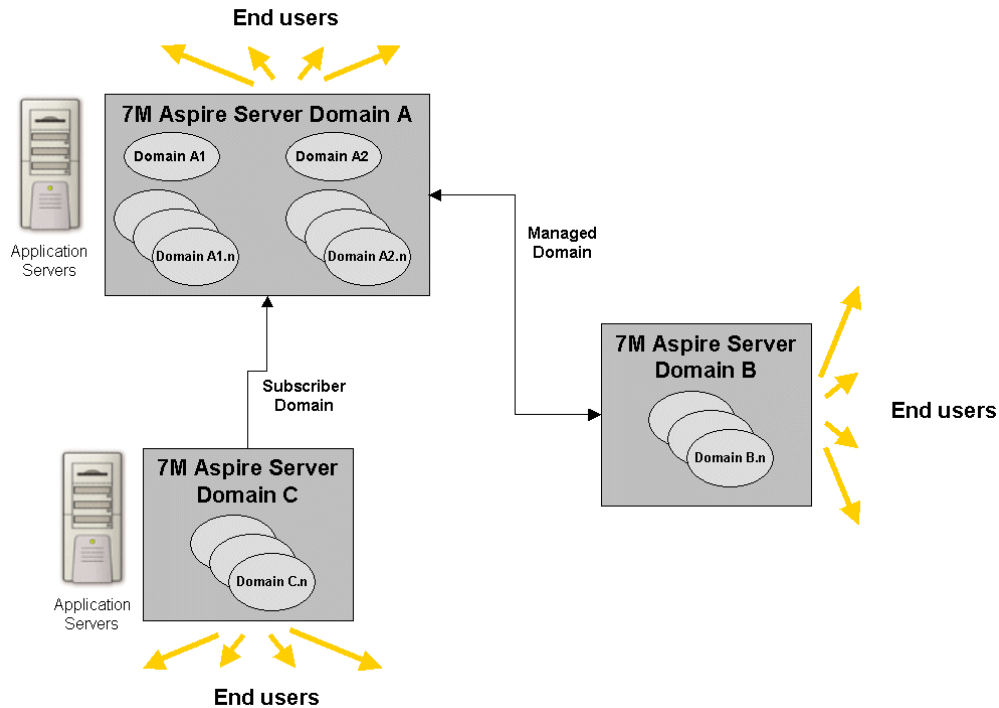 End users
7M Aspire Server Domain A
Domain A1
Domain A2
Domain A1.n
Domain A2.n
Application
Servers
Managed
Domain
7M Aspire Server
Domain B
Domain B.n
End users
Subscriber
Domain
7M Aspire Server
Domain C
Domain C.n
Application
Servers
End users